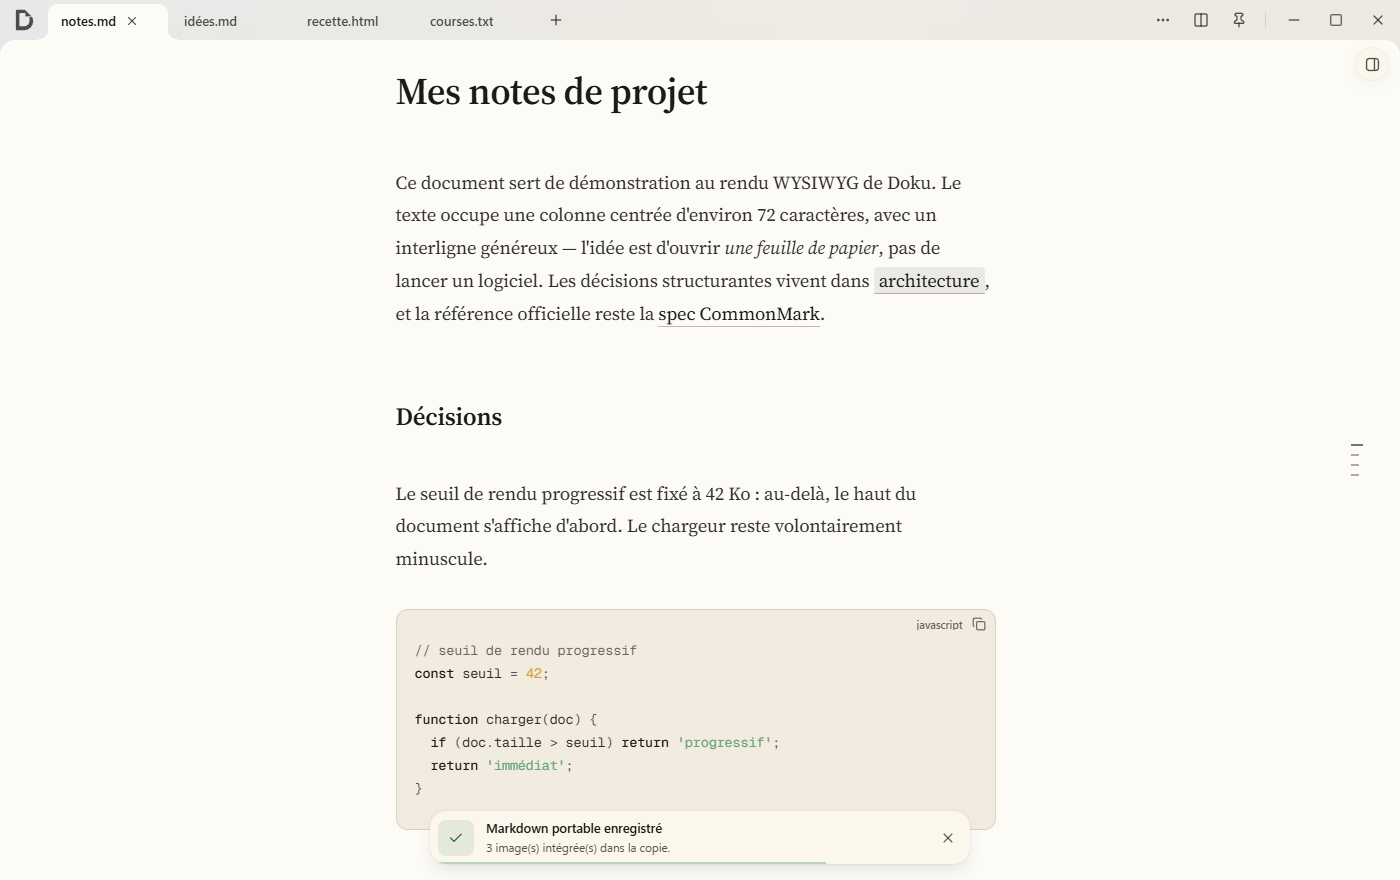 notes.md
idées.md
recette.html
courses.txt
Mes notes de projet
Ce document sert de démonstration au rendu WYSIWYG de Doku. Le
texte occupe une colonne centrée d'environ 72 caractères, avec un
interligne généreux — l'idée est d'ouvrir une feuille de papier, pas de
lancer un logiciel. Les décisions structurantes vivent dans architecture,
et la référence officielle reste la spec CommonMark.
Décisions
Le seuil de rendu progressif est fixé à 42 Ko : au-delà, le haut du
document s'affiche d'abord. Le chargeur reste volontairement
minuscule.
javascript
// seuil de rendu progressif
const seuil = 42;
function charger(doc) {
  if (doc.taille > seuil) return 'progressif';
  return 'immédiat';
}
Markdown portable enregistré
3 image(s) intégrée(s) dans la copie.